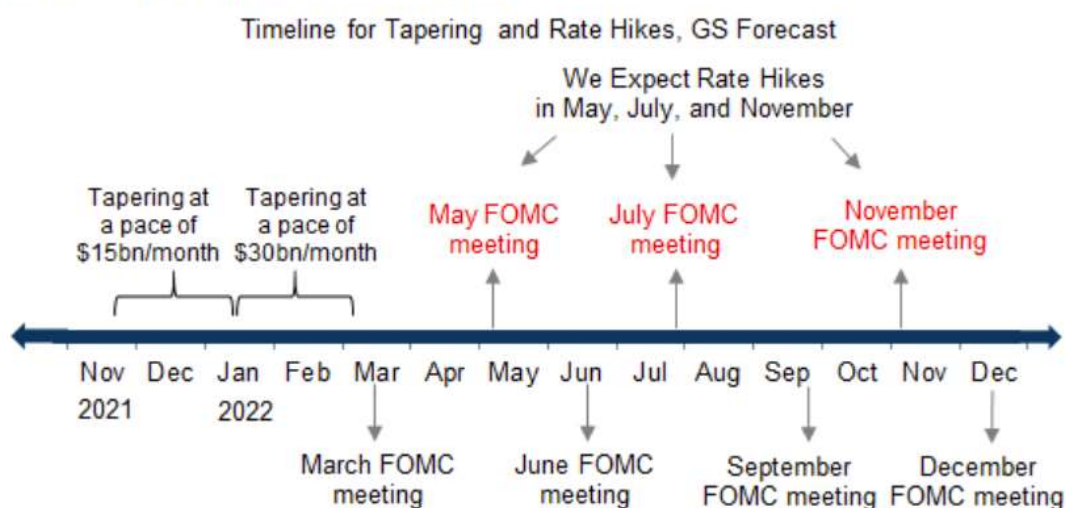 Timeline for Tapering and Rate Hikes, GS Forecast
We Expect Rate Hikes
in May, July, and November
Tapering at
a pace of
$15bn/month
Tapering at
a pace of
$30bn/month
May FOMC
meeting
July FOMC
meeting
November
FOMC meeting
Nov Dec Jan Feb Mar Apr May Jun Jul Aug Sep Oct Nov Dec
2021 2022
March FOMC
meeting
June FOMC
meeting
September
FOMC meeting
December
FOMC meeting